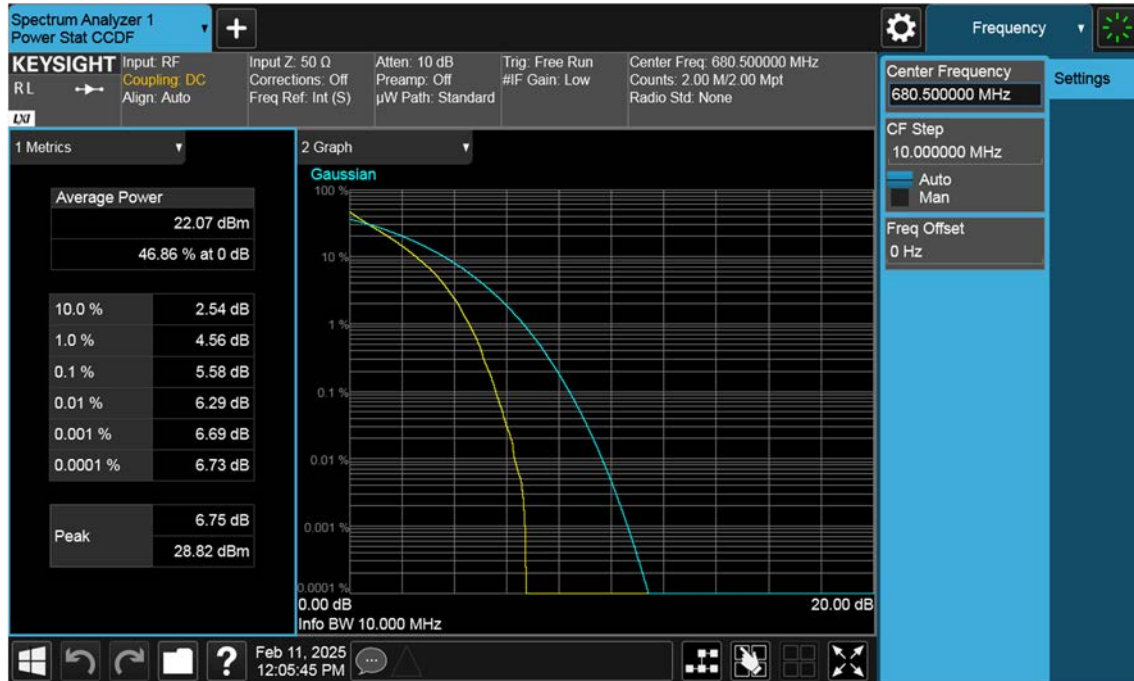 Spectrum Analyzer 1
Power Stat CCDF
Frequency
KEYSIGHT
R L
LXI
Input: RF
Coupling: DC
Align: Auto
Input Z: 50 Ω
Corrections: Off
Freq Ref: Int (S)
Atten: 10 dB
Preamp: Off
µW Path: Standard
Trig: Free Run
#IF Gain: Low
Center Freq: 680.500000 MHz
Counts: 2.00 M/2.00 Mpt
Radio Std: None
Center Frequency
680.500000 MHz
Settings
CF Step
10.000000 MHz
Auto
Man
Freq Offset
0 Hz
1 Metrics
Average Power
22.07 dBm
46.86 % at 0 dB
10.0 % 2.54 dB
1.0 % 4.56 dB
0.1 % 5.58 dB
0.01 % 6.29 dB
0.001 % 6.69 dB
0.0001 % 6.73 dB
Peak
6.75 dB
28.82 dBm
2 Graph
Gaussian
100 %
10 %
1 %
0.1 %
0.01 %
0.001 %
0.0001 %
0.00 dB 20.00 dB
Info BW 10.000 MHz
?
Feb 11, 2025
12:05:45 PM